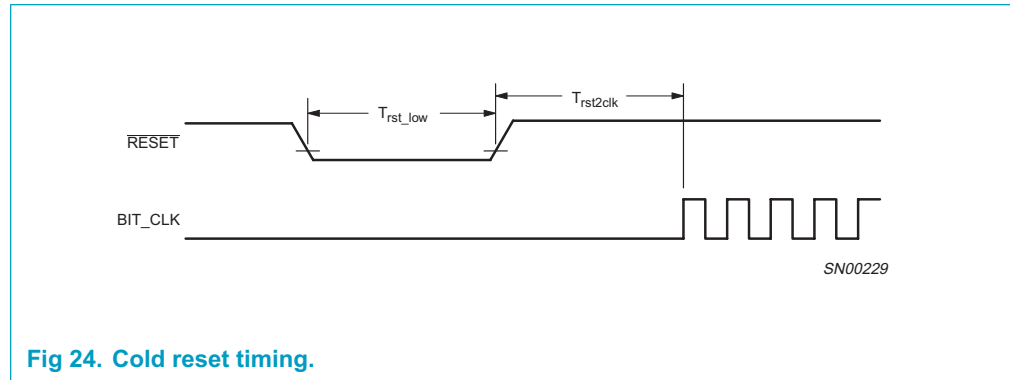 T_rst_low
T_rst2clk
RESET
BIT_CLK
SN00229
Fig 24. Cold reset timing.